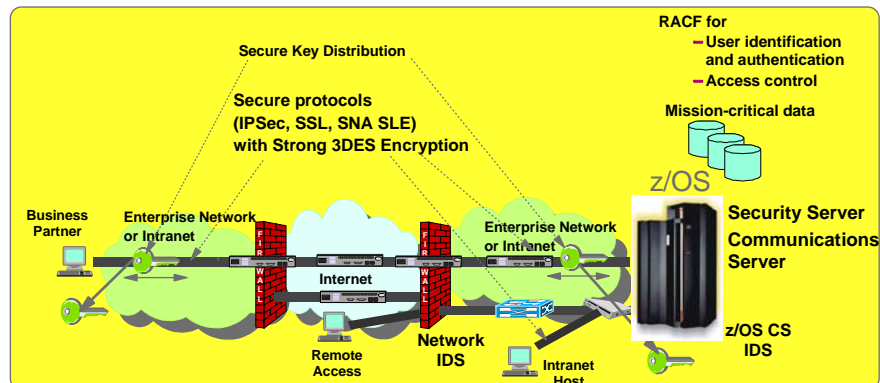 RACF for
– User identification
and authentication
– Access control
Mission-critical data
Secure Key Distribution
Secure protocols
(IPSec, SSL, SNA SLE)
with Strong 3DES Encryption
z/OS
Business
Partner
Enterprise Network
or Intranet
FIREWALL
Internet
FIREWALL
Enterprise Network
or Intranet
Security Server
Communications
Server
Remote
Access
Network
IDS
Intranet
Host
z/OS CS
IDS